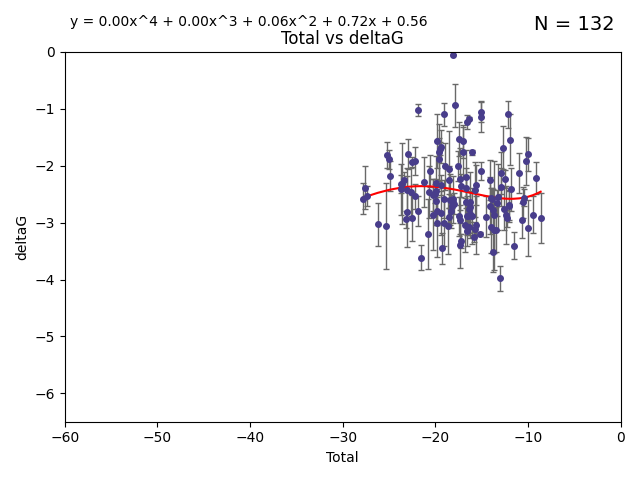 y = 0.00x^4 + 0.00x^3 + 0.06x^2 + 0.72x + 0.56
N = 132
Total vs deltaG
0
−1
−2
−3
−4
−5
−6
deltaG
−60
−50
−40
−30
−20
−10
0
Total